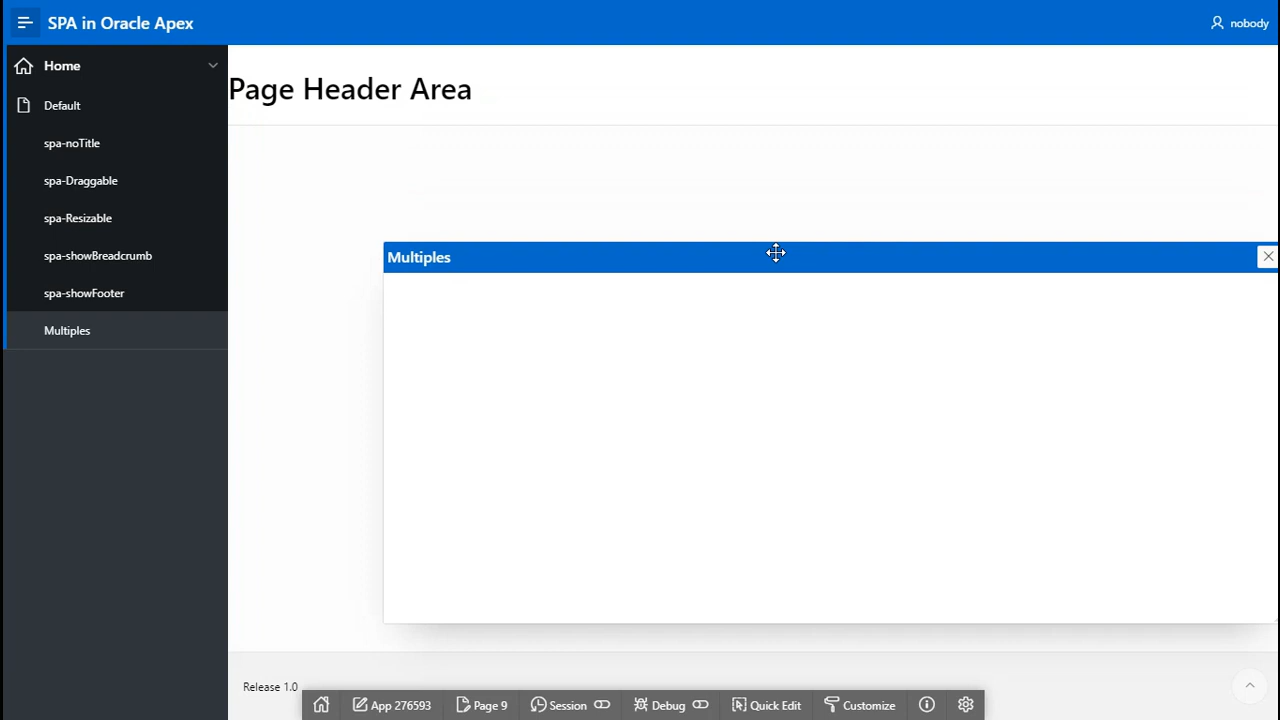 SPA in Oracle Apex
nobody
Home
Default
spa-noTitle
spa-Draggable
spa-Resizable
spa-showBreadcrumb
spa-showFooter
Multiples
Page Header Area
Multiples
Release 1.0
App 276593
Page 9
Session
Debug
Quick Edit
Customize